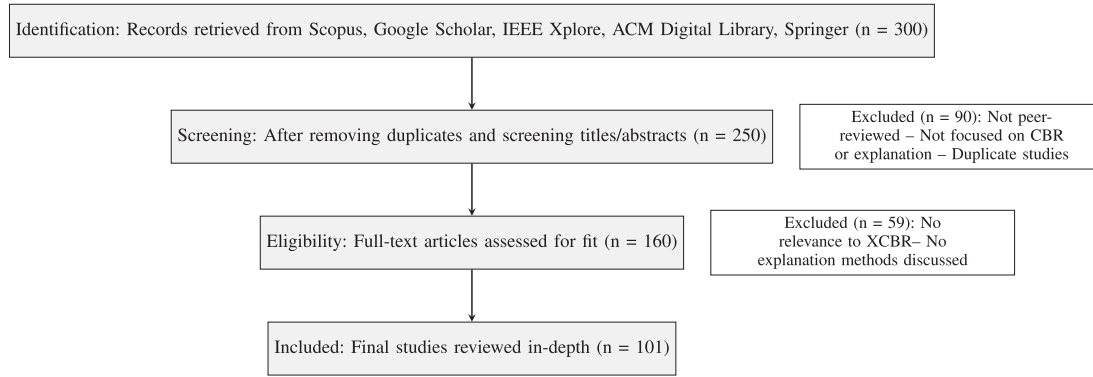 Identification: Records retrieved from Scopus, Google Scholar, IEEE Xplore, ACM Digital Library, Springer (n = 300)
Screening: After removing duplicates and screening titles/abstracts (n = 250)
Excluded (n = 90): Not peer-
reviewed – Not focused on CBR
or explanation – Duplicate studies
Eligibility: Full-text articles assessed for fit (n = 160)
Excluded (n = 59): No
relevance to XCBR– No
explanation methods discussed
Included: Final studies reviewed in-depth (n = 101)